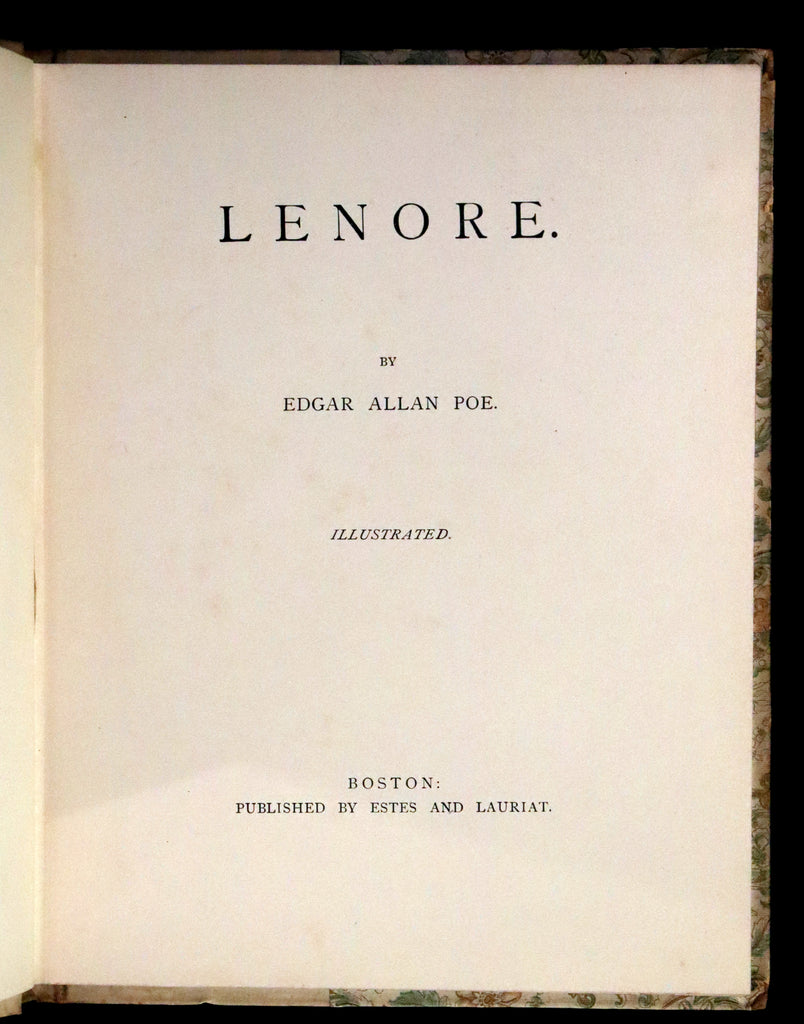 LENORE.
BY
EDGAR ALLAN POE.
ILLUSTRATED.
BOSTON:
PUBLISHED BY ESTES AND LAURIAT.